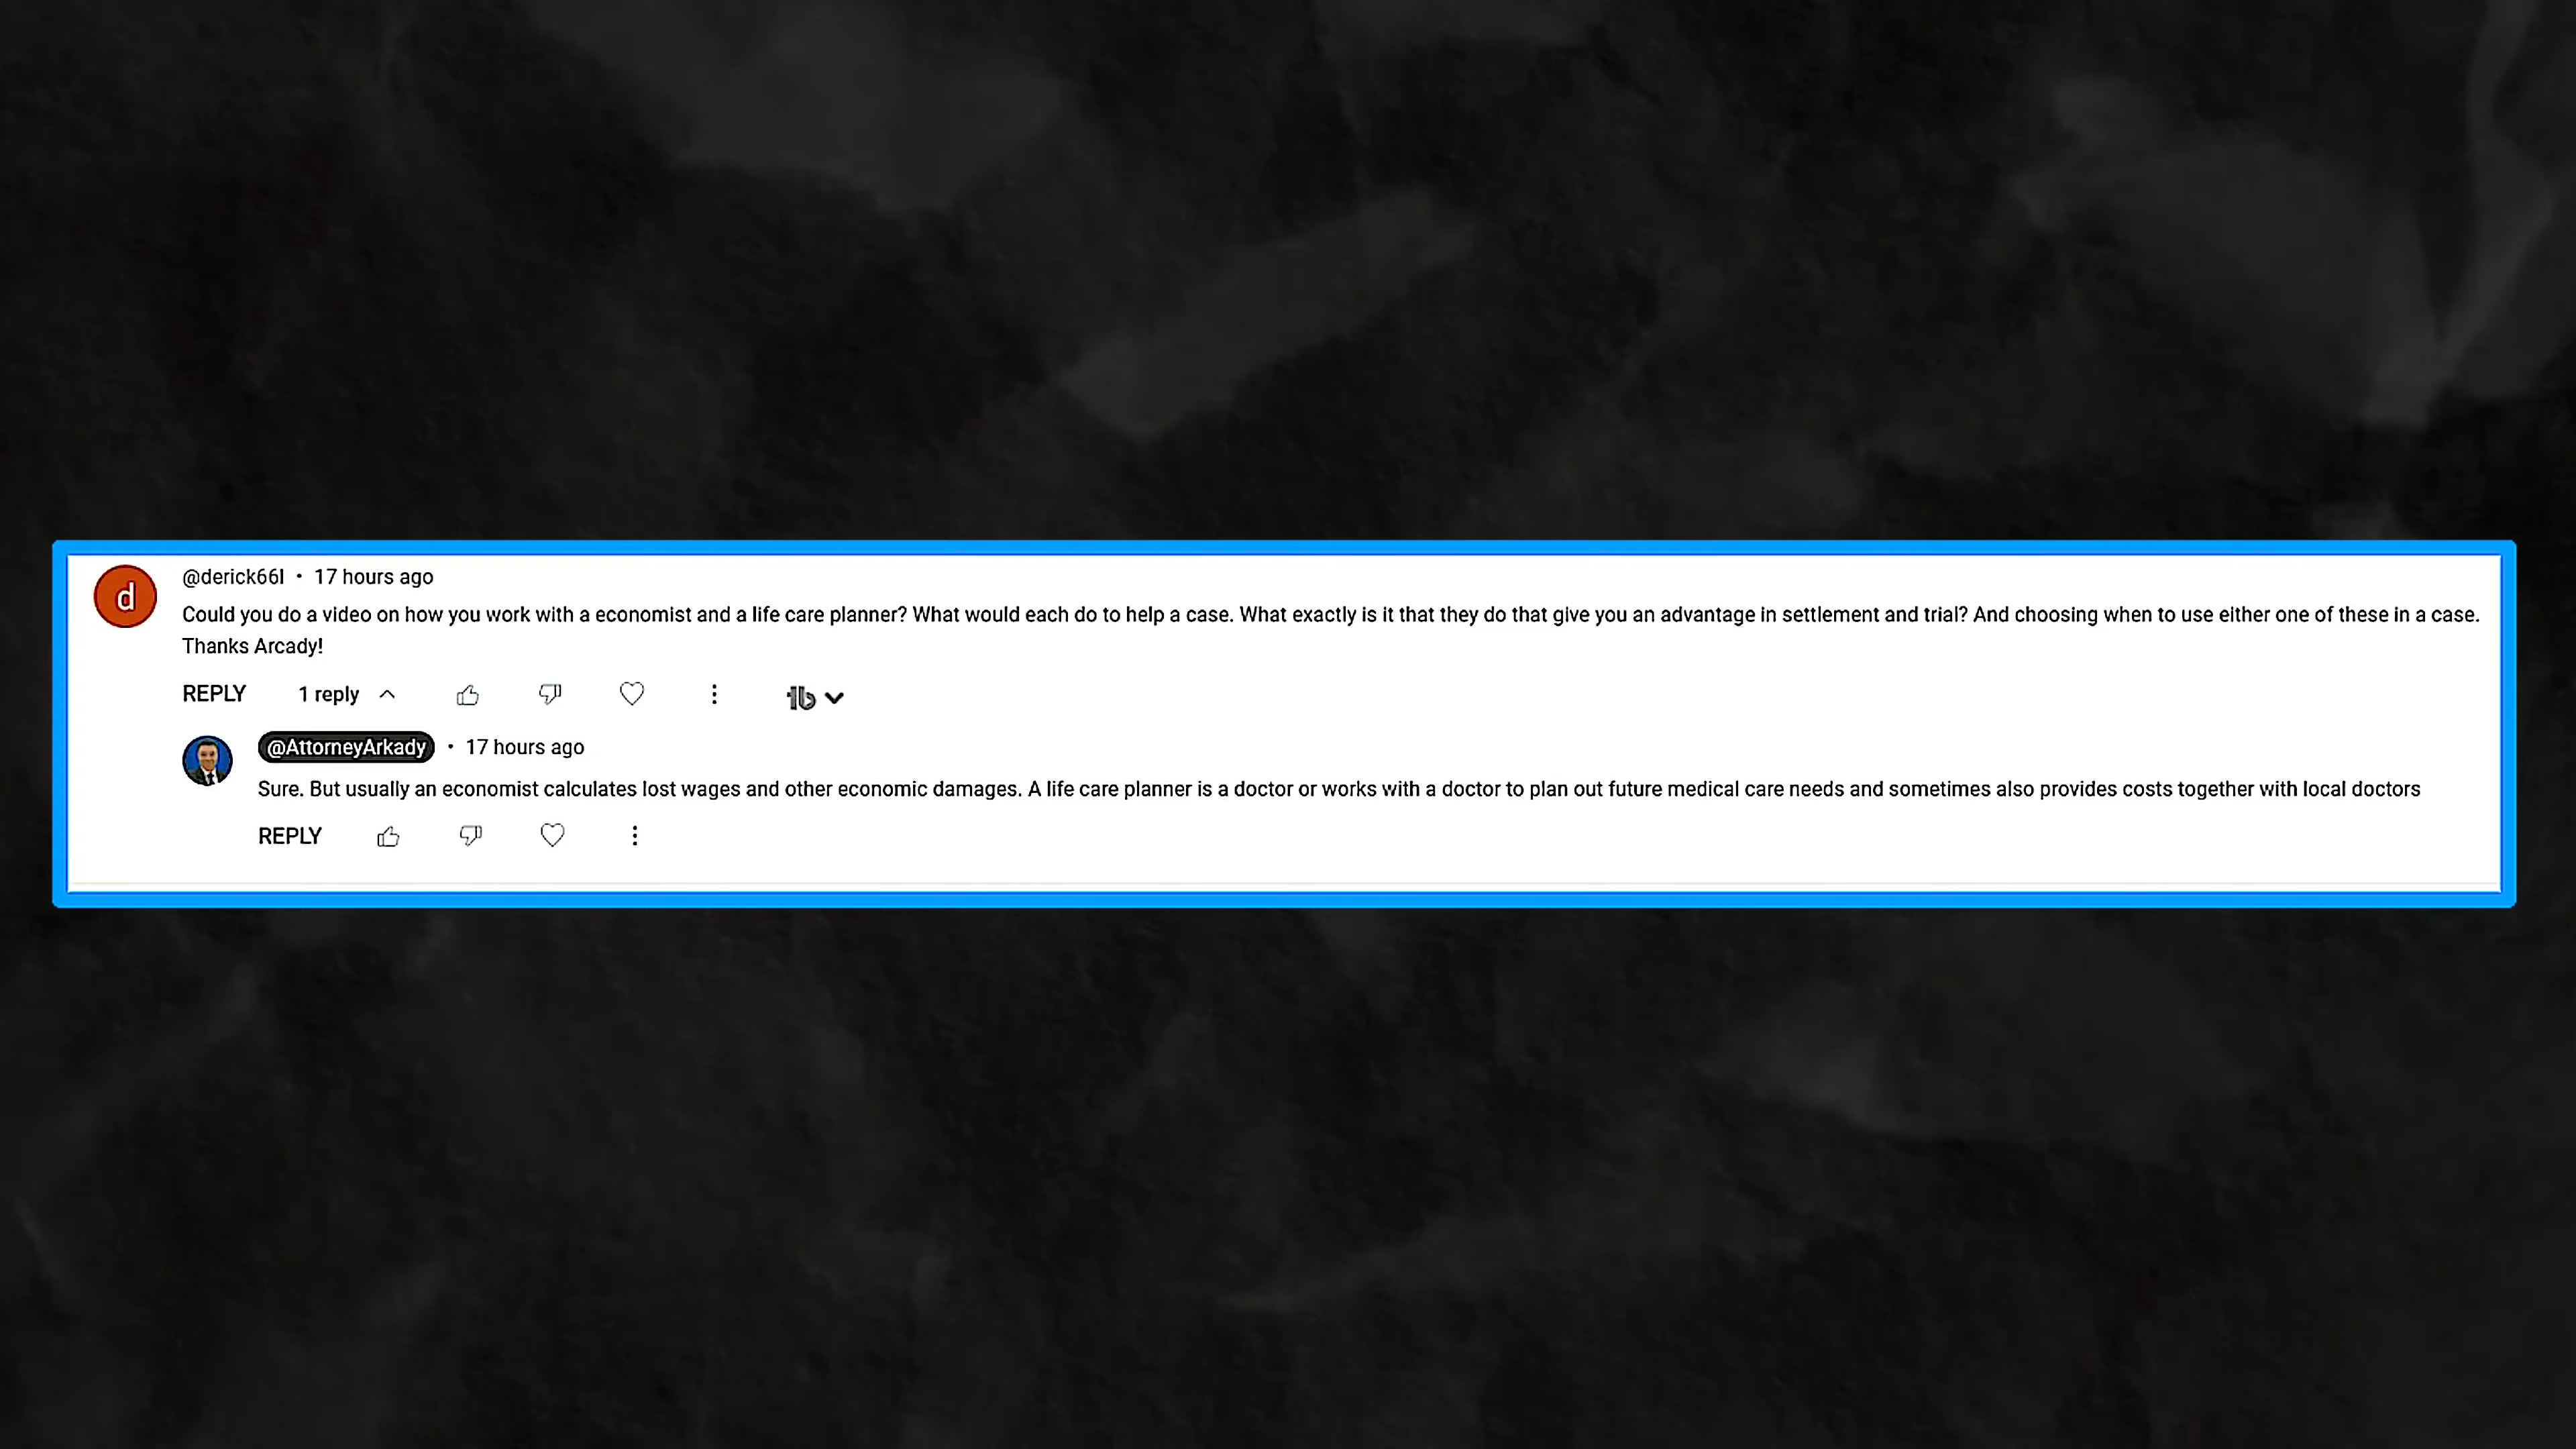 d
@derick66l • 17 hours ago
Could you do a video on how you work with a economist and a life care planner? What would each do to help a case. What exactly is it that they do that give you an advantage in settlement and trial? And choosing when to use either one of these in a case.
Thanks Arcady!
REPLY 1 reply
@AttorneyArkady • 17 hours ago
Sure. But usually an economist calculates lost wages and other economic damages. A life care planner is a doctor or works with a doctor to plan out future medical care needs and sometimes also provides costs together with local doctors
REPLY